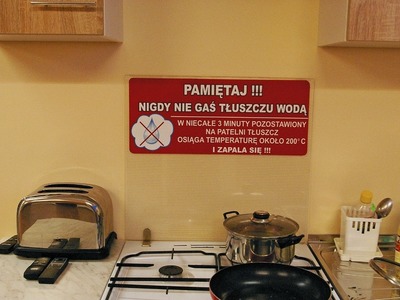 PAMIĘTAJ !!!
NIGDY NIE GAŚ TŁUSZCZU WODĄ
W NIECAŁE 3 MINUTY POZOSTAWIONY
NA PATELNI TŁUSZCZ
OSIĄGA TEMPERATURĘ OKOŁO 200°C
I ZAPALA SIĘ !!!